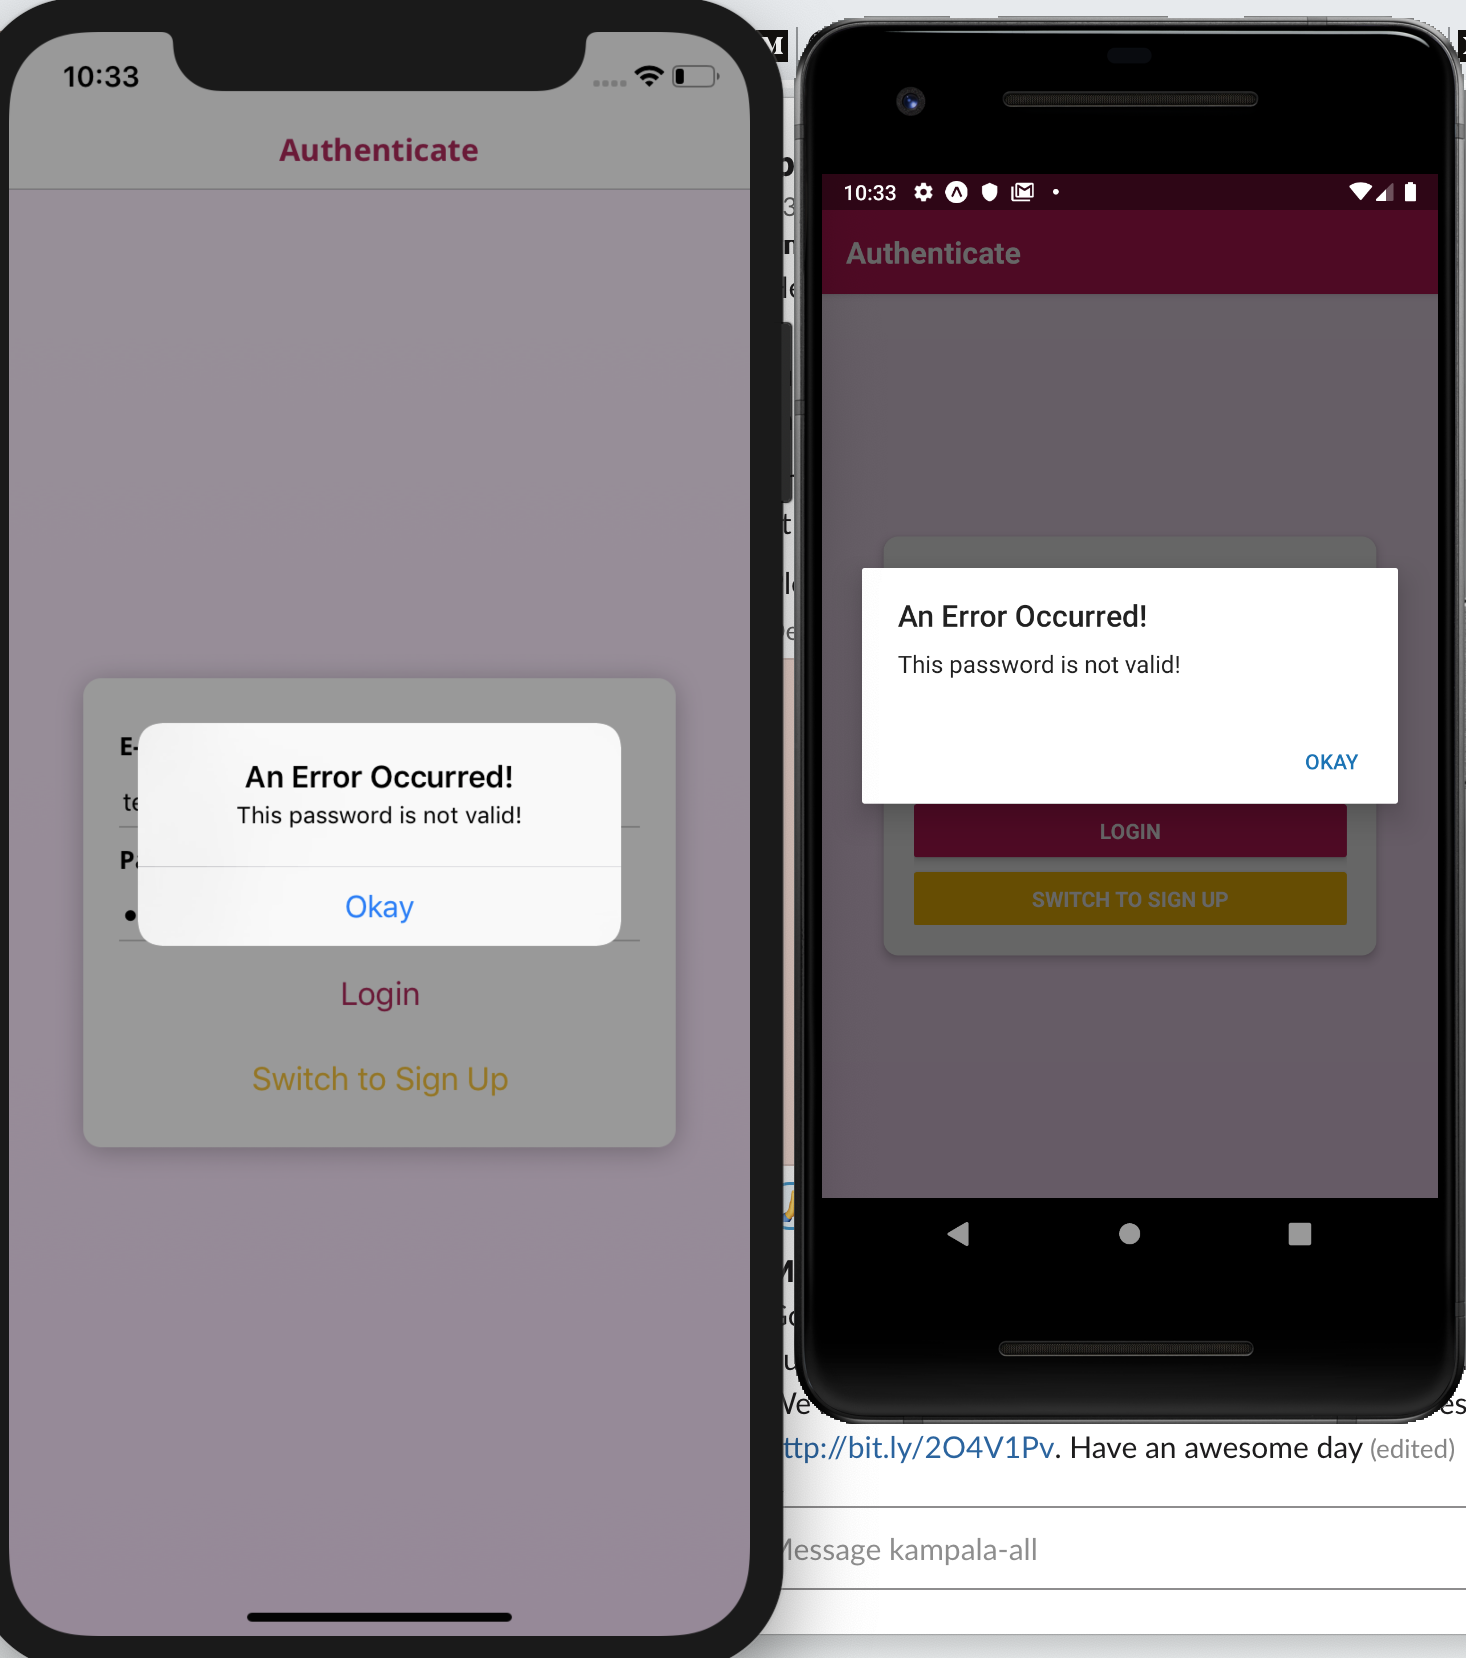 10:33
Authenticate
An Error Occurred!
This password is not valid!
Okay
Login
Switch to Sign Up
10:33
Authenticate
An Error Occurred!
This password is not valid!
OKAY
LOGIN
SWITCH TO SIGN UP
ttp://bit.ly/2O4V1Pv. Have an awesome day (edited)
Message kampala-all